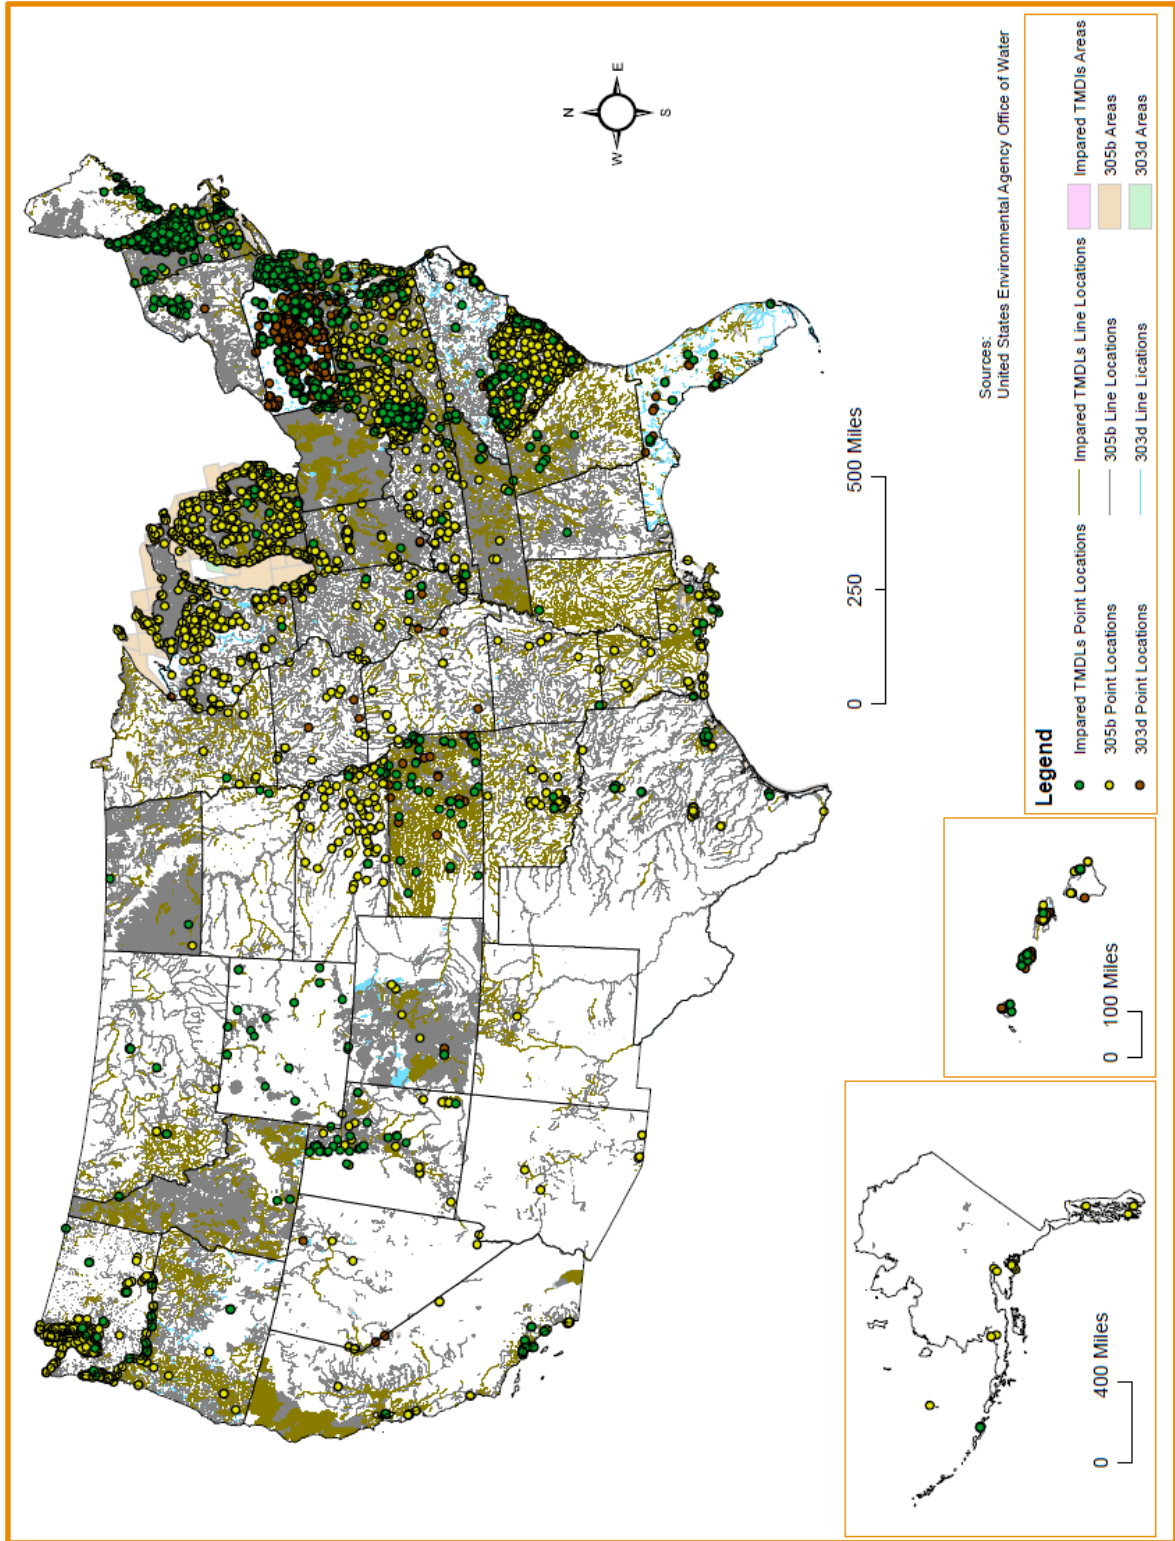 N
W
E
S
Sources:
United States Environmental Agency Office of Water
0 250 500 Miles
0 400 Miles
0 100 Miles
Legend
Impared TMDLs Point Locations
305b Point Locations
303d Point Locations
Impared TMDLs Line Locations
305b Line Locations
303d Line Lications
Impared TMDls Areas
305b Areas
303d Areas